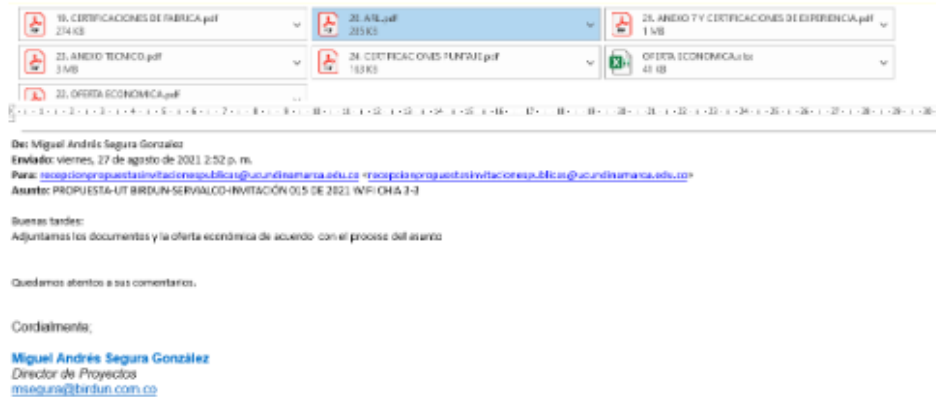 19. CERTIFICACIONES DE FABRICA.pdf
274 KB
20. ARL.pdf
285 KB
21. ANEXO 7 Y CERTIFICACIONES DE EXPERIENCIA.pdf
1 MB
23. ANEXO TECNICO.pdf
3 MB
24. CERTIFICACIONES PUNTAJE.pdf
163 KB
OFERTA ECONOMICA.xlsx
41 KB
22. OFERTA ECONOMICA.pdf
De: Miguel Andrés Segura Gonzalez
Enviado: viernes, 27 de agosto de 2021 2:52 p. m.
Para: recepcionpropuestasinvitacionespublicas@ucundinamarca.edu.co <recepcionpropuestasinvitacionespublicas@ucundinamarca.edu.co>
Asunto: PROPUESTA-UT BIRDUN-SERVIALCO-INVITACIÓN 015 DE 2021 WIFI CHIA 3-3
Buenas tardes:
Adjuntamos los documentos y la oferta económica de acuerdo con el proceso del asunto
Quedamos atentos a sus comentarios.
Cordialmente;
Miguel Andrés Segura González
Director de Proyectos
msegura@birdun.com.co